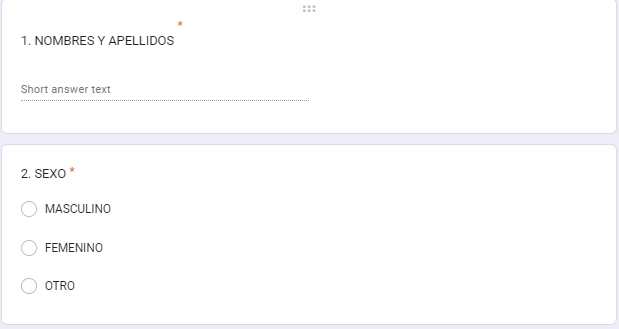 *
1. NOMBRES Y APELLIDOS
Short answer text
2. SEXO *
MASCULINO
FEMENINO
OTRO